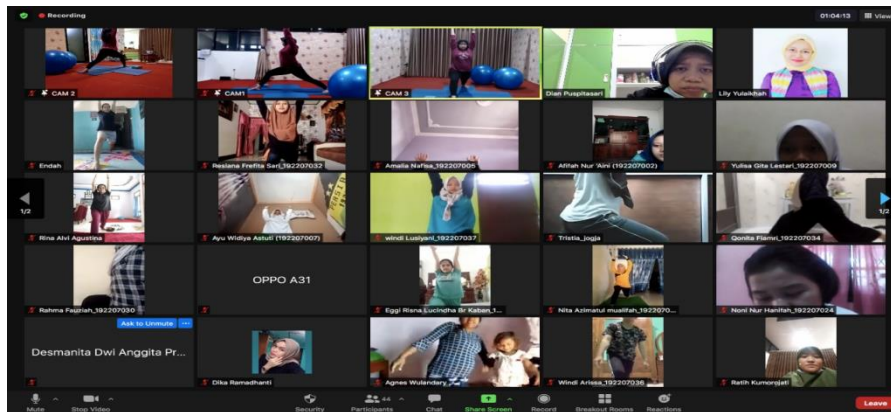 Recording
01:04:13
View
CAM 2
CAM1
CAM 3
Dian Puspitasari
Lily Yulaikhah
Endah
Resiana Frefita Sari_192207032
Amalia Nafisa_192207005
Afifah Nur 'Aini (192207002)
Yulisa Gita Lestari_192207009
1/2
Rina Alvi Agustina
Ayu Widiya Astuti (192207007)
windi Lusiyani_192207037
Tristia_jogja
Qonita Fiamri_192207034
1/2
Rahma Fauziah_192207030
OPPO A31
Eggi Risna Lucindha Br Kaban_1...
Nita Azimatul mualifah_1922070...
Noni Nur Hanifah_192207024
Ask to Unmute
Desmanita Dwi Anggita Pr...
Dika Ramadhanti
Agnes Wulandary
Windi Arissa_192207036
Retih Kumorojati
Mute
Stop Video
Security
Participants
44
Chat
Share Screen
Record
Breakout Rooms
Reactions
Leave